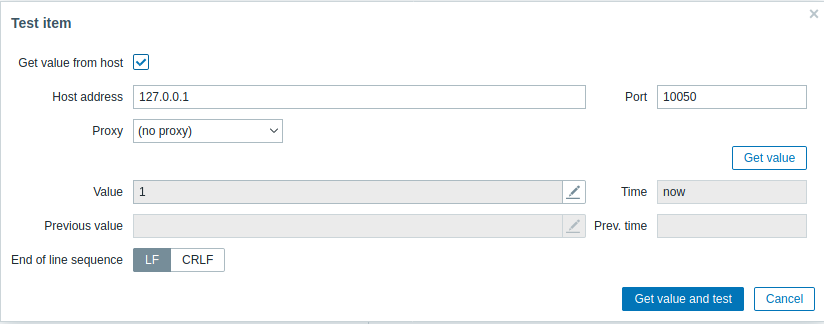 Test item
Get value from host
Host address 127.0.0.1 Port 10050
Proxy (no proxy)
Get value
Value 1 Time now
Previous value Prev. time
End of line sequence LF CRLF
Get value and test Cancel